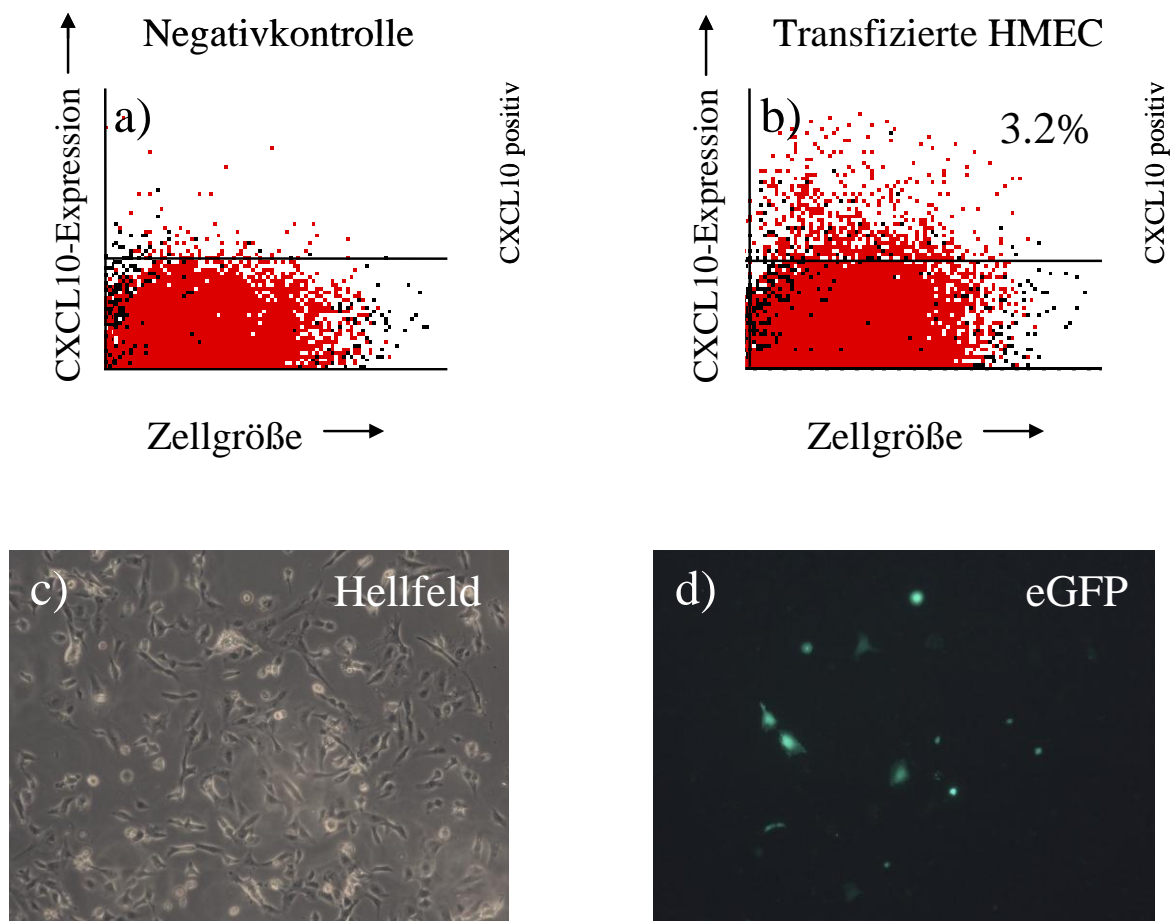 Negativkontrolle
a)
CXCL10-Expression
CXCL10 positiv
Zellgröße
Transfizierte HMEC
b)
3.2%
CXCL10-Expression
CXCL10 positiv
Zellgröße
c)
Hellfeld
d)
eGFP